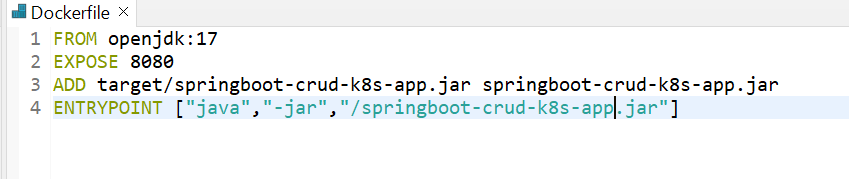 Dockerfile
1 FROM openjdk:17
2 EXPOSE 8080
3 ADD target/springboot-crud-k8s-app.jar springboot-crud-k8s-app.jar
4 ENTRYPOINT ["java","-jar","/springboot-crud-k8s-app.jar"]